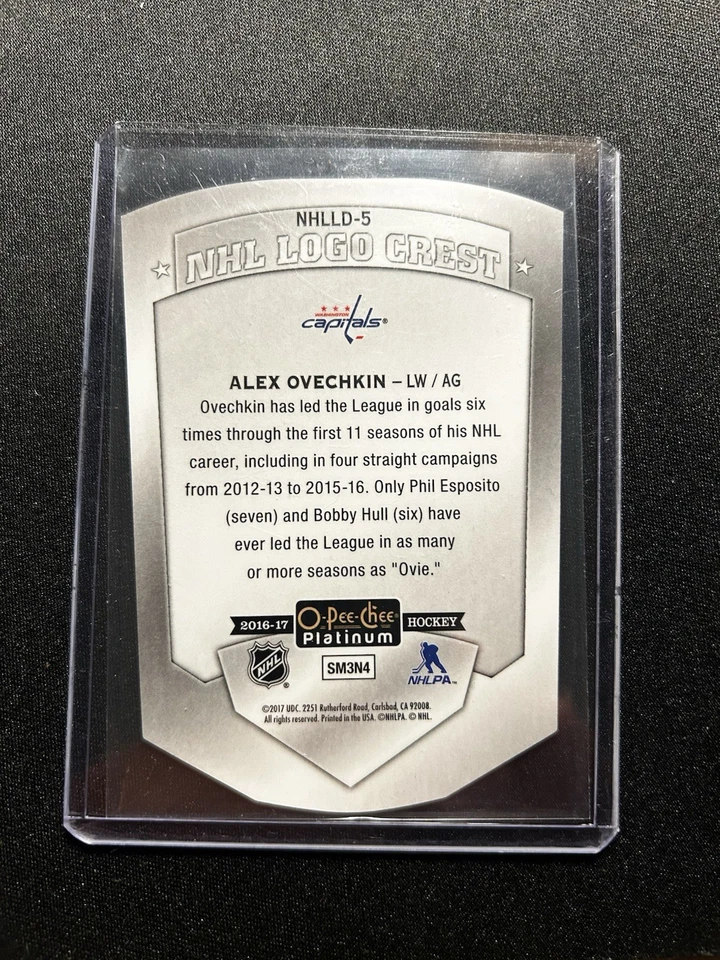 NHLLD-5
NHL LOGO CREST
WASHINGTON
capitals®
ALEX OVECHKIN – LW / AG
Ovechkin has led the League in goals six
times through the first 11 seasons of his NHL
career, including in four straight campaigns
from 2012-13 to 2015-16. Only Phil Esposito
(seven) and Bobby Hull (six) have
ever led the League in as many
or more seasons as "Ovie."
2016-17 O-Pee-Chee® Platinum HOCKEY
NHL®
SM3N4
NHLPA™
©2017 UDC. 2251 Rutherford Road, Carlsbad, CA 92008.
All rights reserved. Printed in the USA. ©NHLPA. © NHL.